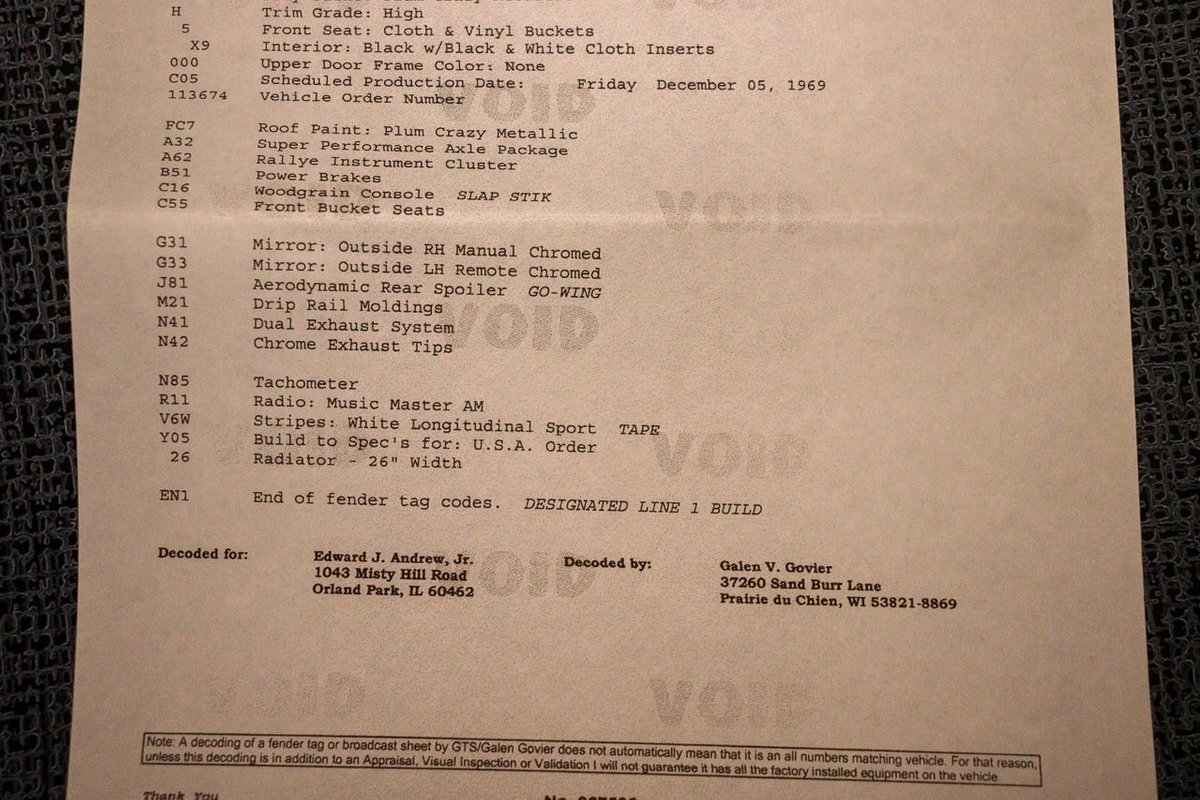 H Trim Grade: High
5 Front Seat: Cloth & Vinyl Buckets
X9 Interior: Black w/Black & White Cloth Inserts
000 Upper Door Frame Color: None
C05 Scheduled Production Date: Friday December 05, 1969
113674 Vehicle Order Number
FC7 Roof Paint: Plum Crazy Metallic
A32 Super Performance Axle Package
A62 Rallye Instrument Cluster
B51 Power Brakes
C16 Woodgrain Console SLAP STIK
C55 Front Bucket Seats
G31 Mirror: Outside RH Manual Chromed
G33 Mirror: Outside LH Remote Chromed
J81 Aerodynamic Rear Spoiler GO-WING
M21 Drip Rail Moldings
N41 Dual Exhaust System
N42 Chrome Exhaust Tips
N85 Tachometer
R11 Radio: Music Master AM
V6W Stripes: White Longitudinal Sport TAPE
Y05 Build to Spec's for: U.S.A. Order
26 Radiator - 26" Width
EN1 End of fender tag codes. DESIGNATED LINE 1 BUILD
Decoded for: Edward J. Andrew, Jr. Decoded by: Galen V. Govier
1043 Misty Hill Road 37260 Sand Burr Lane
Orland Park, IL 60462 Prairie du Chien, WI 53821-8869
VOID
VOID
VOID
VOID
VOID
VOID
VOID
Note: A decoding of a fender tag or broadcast sheet by GTS/Galen Govier does not automatically mean that it is an all numbers matching vehicle. For that reason,
unless this decoding is in addition to an Appraisal, Visual Inspection or Validation I will not guarantee it has all the factory installed equipment on the vehicle.
Thank You